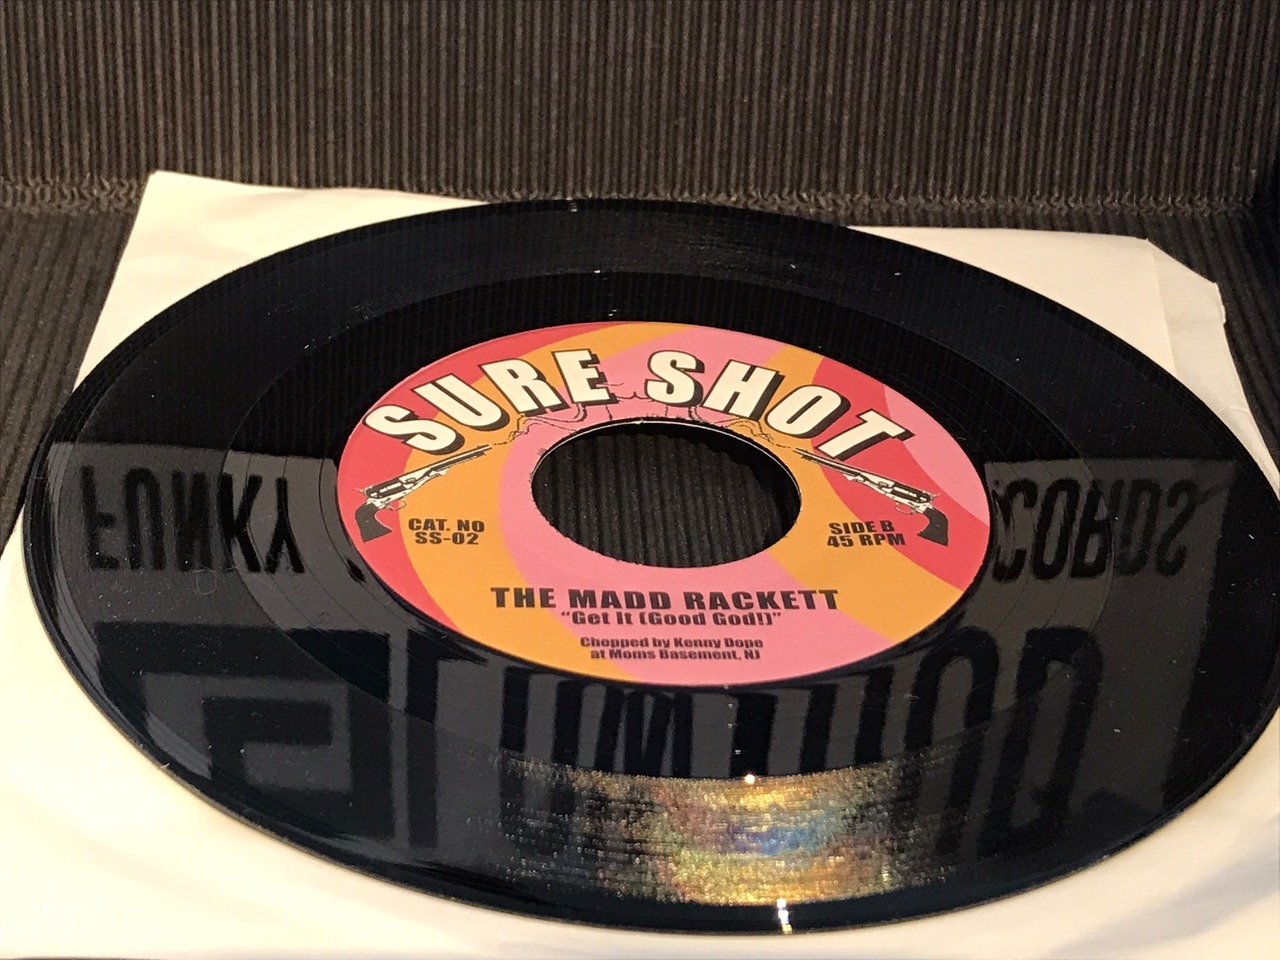 SURE SHOT
CAT. NO
SS-02
SIDE B
45 RPM
THE MADD RACKETT
"Get It (Good God!)"
Chopped by Kenny Dope
at Moms Basement, NJ
FUNKY